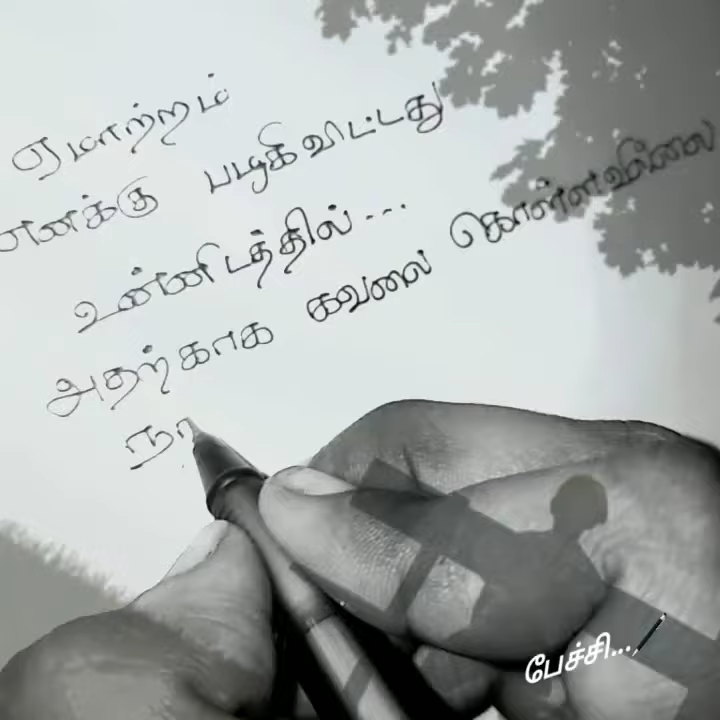 ஏமாற்றம்
எனக்கு பழகிவிட்டது
உன்னிடத்தில்...
அதற்காக கவலை கொள்ளவில்லை
நா
பேச்சி...